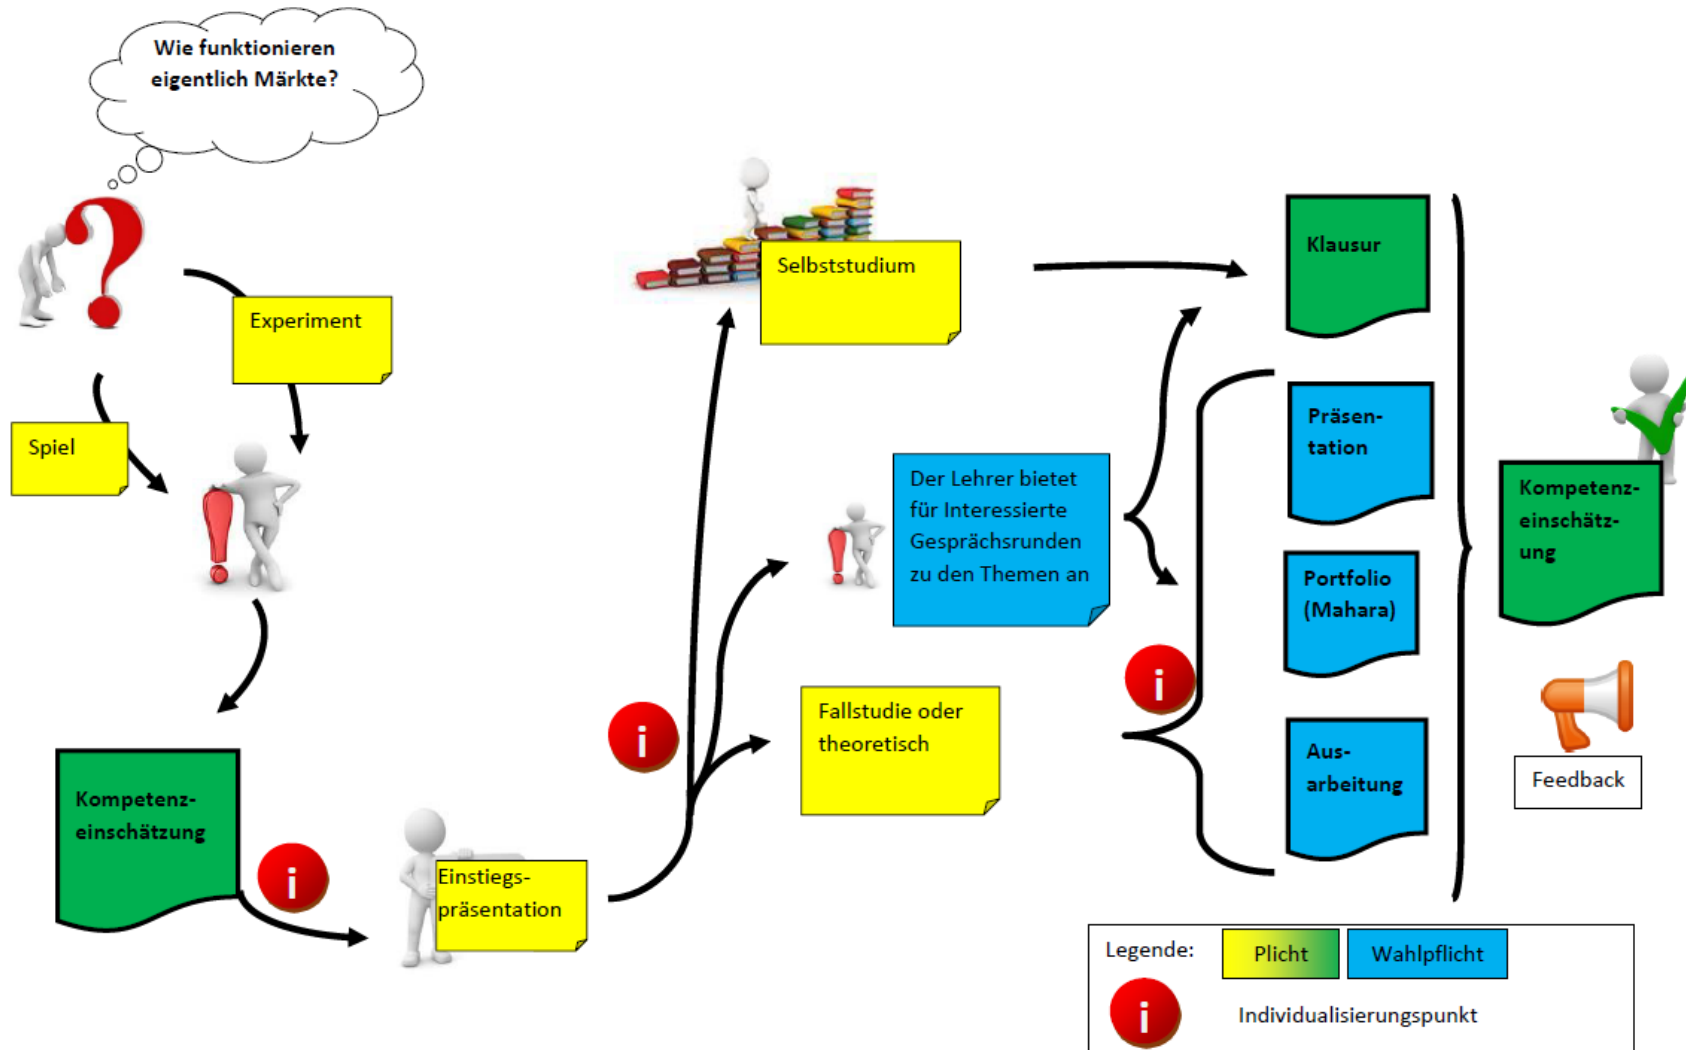 Wie funktionieren
eigentlich Märkte?
Experiment
Spiel
Kompetenz-
einschätzung
i
Einstiegs-
präsentation
i
Selbststudium
Der Lehrer bietet
für Interessierte
Gesprächsrunden
zu den Themen an
Fallstudie oder
theoretisch
i
Klausur
Präsen-
tation
Portfolio
(Mahara)
Aus-
arbeitung
Kompetenz-
einschätz-
ung
Feedback
Legende:
Plicht
Wahlpflicht
i
Individualisierungspunkt